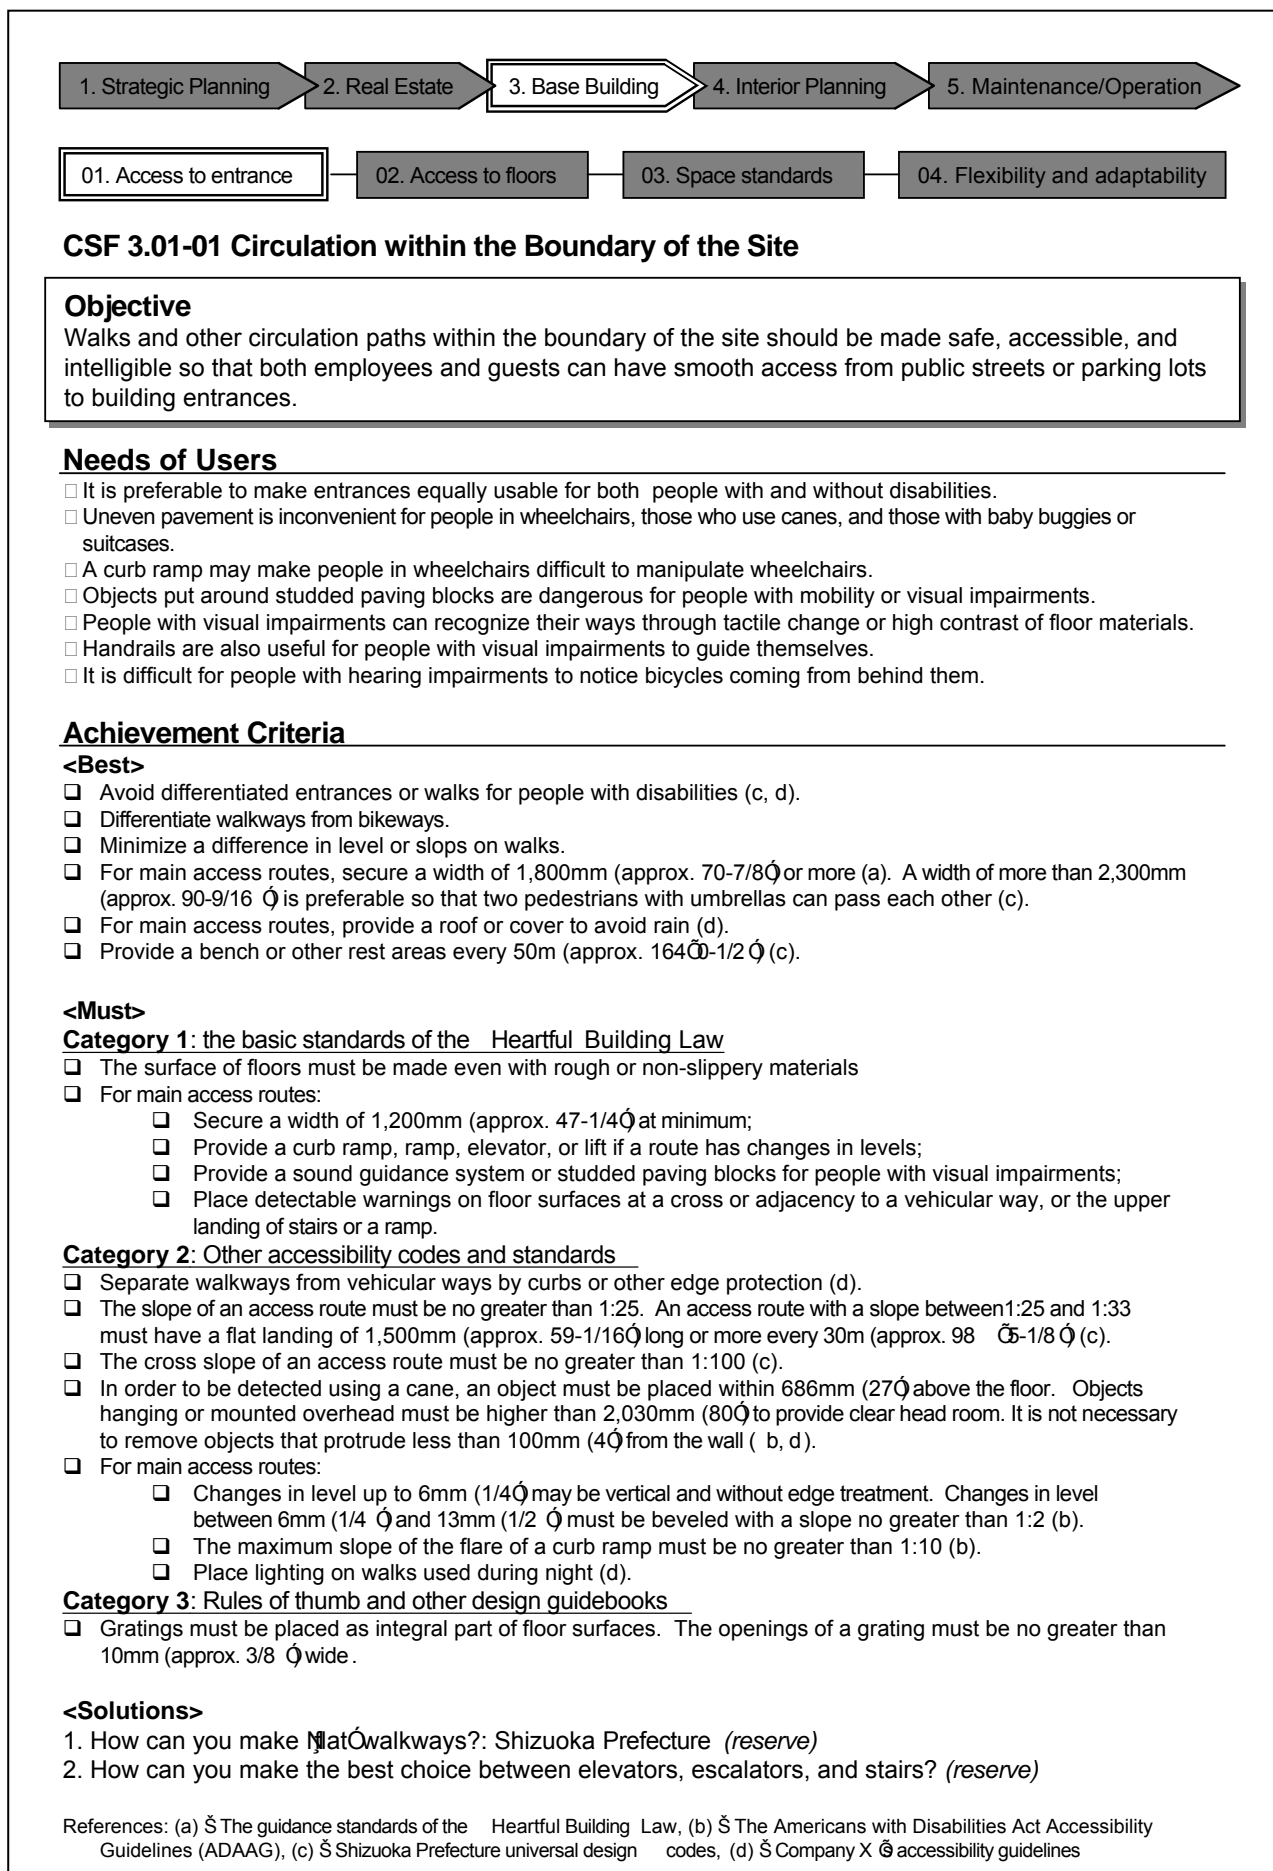 1. Strategic Planning 2. Real Estate 3. Base Building 4. Interior Planning 5. Maintenance/Operation
01. Access to entrance 02. Access to floors 03. Space standards 04. Flexibility and adaptability
CSF 3.01-01 Circulation within the Boundary of the Site
Objective
Walks and other circulation paths within the boundary of the site should be made safe, accessible, and
intelligible so that both employees and guests can have smooth access from public streets or parking lots
to building entrances.
Needs of Users
□ It is preferable to make entrances equally usable for both people with and without disabilities.
□ Uneven pavement is inconvenient for people in wheelchairs, those who use canes, and those with baby buggies or
suitcases.
□ A curb ramp may make people in wheelchairs difficult to manipulate wheelchairs.
□ Objects put around studded paving blocks are dangerous for people with mobility or visual impairments.
□ People with visual impairments can recognize their ways through tactile change or high contrast of floor materials.
□ Handrails are also useful for people with visual impairments to guide themselves.
□ It is difficult for people with hearing impairments to notice bicycles coming from behind them.
Achievement Criteria
<Best>
❑ Avoid differentiated entrances or walks for people with disabilities (c, d).
❑ Differentiate walkways from bikeways.
❑ Minimize a difference in level or slops on walks.
❑ For main access routes, secure a width of 1,800mm (approx. 70-7/8Ó) or more (a). A width of more than 2,300mm
(approx. 90-9/16 Ó) is preferable so that two pedestrians with umbrellas can pass each other (c).
❑ For main access routes, provide a roof or cover to avoid rain (d).
❑ Provide a bench or other rest areas every 50m (approx. 164Õ0-1/2 Ó) (c).
<Must>
Category 1: the basic standards of the Heartful Building Law
❑ The surface of floors must be made even with rough or non-slippery materials
❑ For main access routes:
❑ Secure a width of 1,200mm (approx. 47-1/4Ó) at minimum;
❑ Provide a curb ramp, ramp, elevator, or lift if a route has changes in levels;
❑ Provide a sound guidance system or studded paving blocks for people with visual impairments;
❑ Place detectable warnings on floor surfaces at a cross or adjacency to a vehicular way, or the upper
landing of stairs or a ramp.
Category 2: Other accessibility codes and standards
❑ Separate walkways from vehicular ways by curbs or other edge protection (d).
❑ The slope of an access route must be no greater than 1:25. An access route with a slope between1:25 and 1:33
must have a flat landing of 1,500mm (approx. 59-1/16Ó) long or more every 30m (approx. 98 Õ5-1/8 Ó) (c).
❑ The cross slope of an access route must be no greater than 1:100 (c).
❑ In order to be detected using a cane, an object must be placed within 686mm (27Ó) above the floor. Objects
hanging or mounted overhead must be higher than 2,030mm (80Ó) to provide clear head room. It is not necessary
to remove objects that protrude less than 100mm (4Ó) from the wall ( b, d).
❑ For main access routes:
❑ Changes in level up to 6mm (1/4Ó) may be vertical and without edge treatment. Changes in level
between 6mm (1/4 Ó) and 13mm (1/2 Ó) must be beveled with a slope no greater than 1:2 (b).
❑ The maximum slope of the flare of a curb ramp must be no greater than 1:10 (b).
❑ Place lighting on walks used during night (d).
Category 3: Rules of thumb and other design guidebooks
❑ Gratings must be placed as integral part of floor surfaces. The openings of a grating must be no greater than
10mm (approx. 3/8 Ó) wide.
<Solutions>
1. How can you make walkways?: Shizuoka Prefecture (reserve)
2. How can you make the best choice between elevators, escalators, and stairs? (reserve)
References: (a) Š The guidance standards of the Heartful Building Law, (b) Š The Americans with Disabilities Act Accessibility
Guidelines (ADAAG), (c) Š Shizuoka Prefecture universal design codes, (d) Š Company X accessibility guidelines